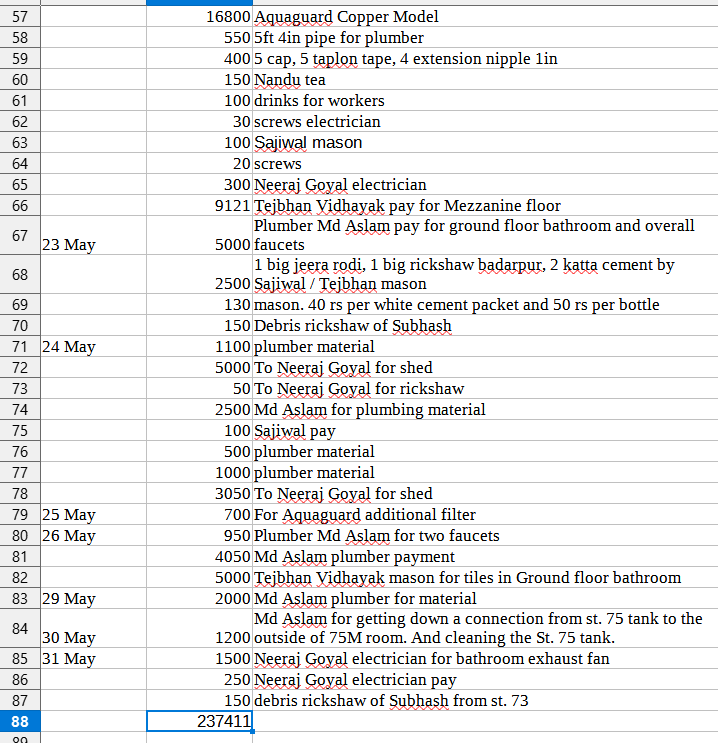 57 16800 Aquaguard Copper Model
58 550 5ft 4in pipe for plumber
59 400 5 cap, 5 taplon tape, 4 extension nipple 1in
60 150 Nandu tea
61 100 drinks for workers
62 30 screws electrician
63 100 Sajiwal mason
64 20 screws
65 300 Neeraj Goyal electrician
66 9121 Tejbhan Vidhayak pay for Mezzanine floor
Plumber Md Aslam pay for ground floor bathroom and overall
67 23 May 5000 faucets
1 big jeera rodi, 1 big rickshaw badarpur, 2 katta cement by
68 2500 Sajiwal / Tejbhan mason
69 130 mason. 40 rs per white cement packet and 50 rs per bottle
70 150 Debris rickshaw of Subhash
71 24 May 1100 plumber material
72 5000 To Neeraj Goyal for shed
73 50 To Neeraj Goyal for rickshaw
74 2500 Md Aslam for plumbing material
75 100 Sajiwal pay
76 500 plumber material
77 1000 plumber material
78 3050 To Neeraj Goyal for shed
79 25 May 700 For Aquaguard additional filter
80 26 May 950 Plumber Md Aslam for two faucets
81 4050 Md Aslam plumber payment
82 5000 Tejbhan Vidhayak mason for tiles in Ground floor bathroom
83 29 May 2000 Md Aslam plumber for material
Md Aslam for getting down a connection from st. 75 tank to the
84 30 May 1200 outside of 75M room. And cleaning the St. 75 tank.
85 31 May 1500 Neeraj Goyal electrician for bathroom exhaust fan
86 250 Neeraj Goyal electrician pay
87 150 debris rickshaw of Subhash from st. 73
88 237411
89